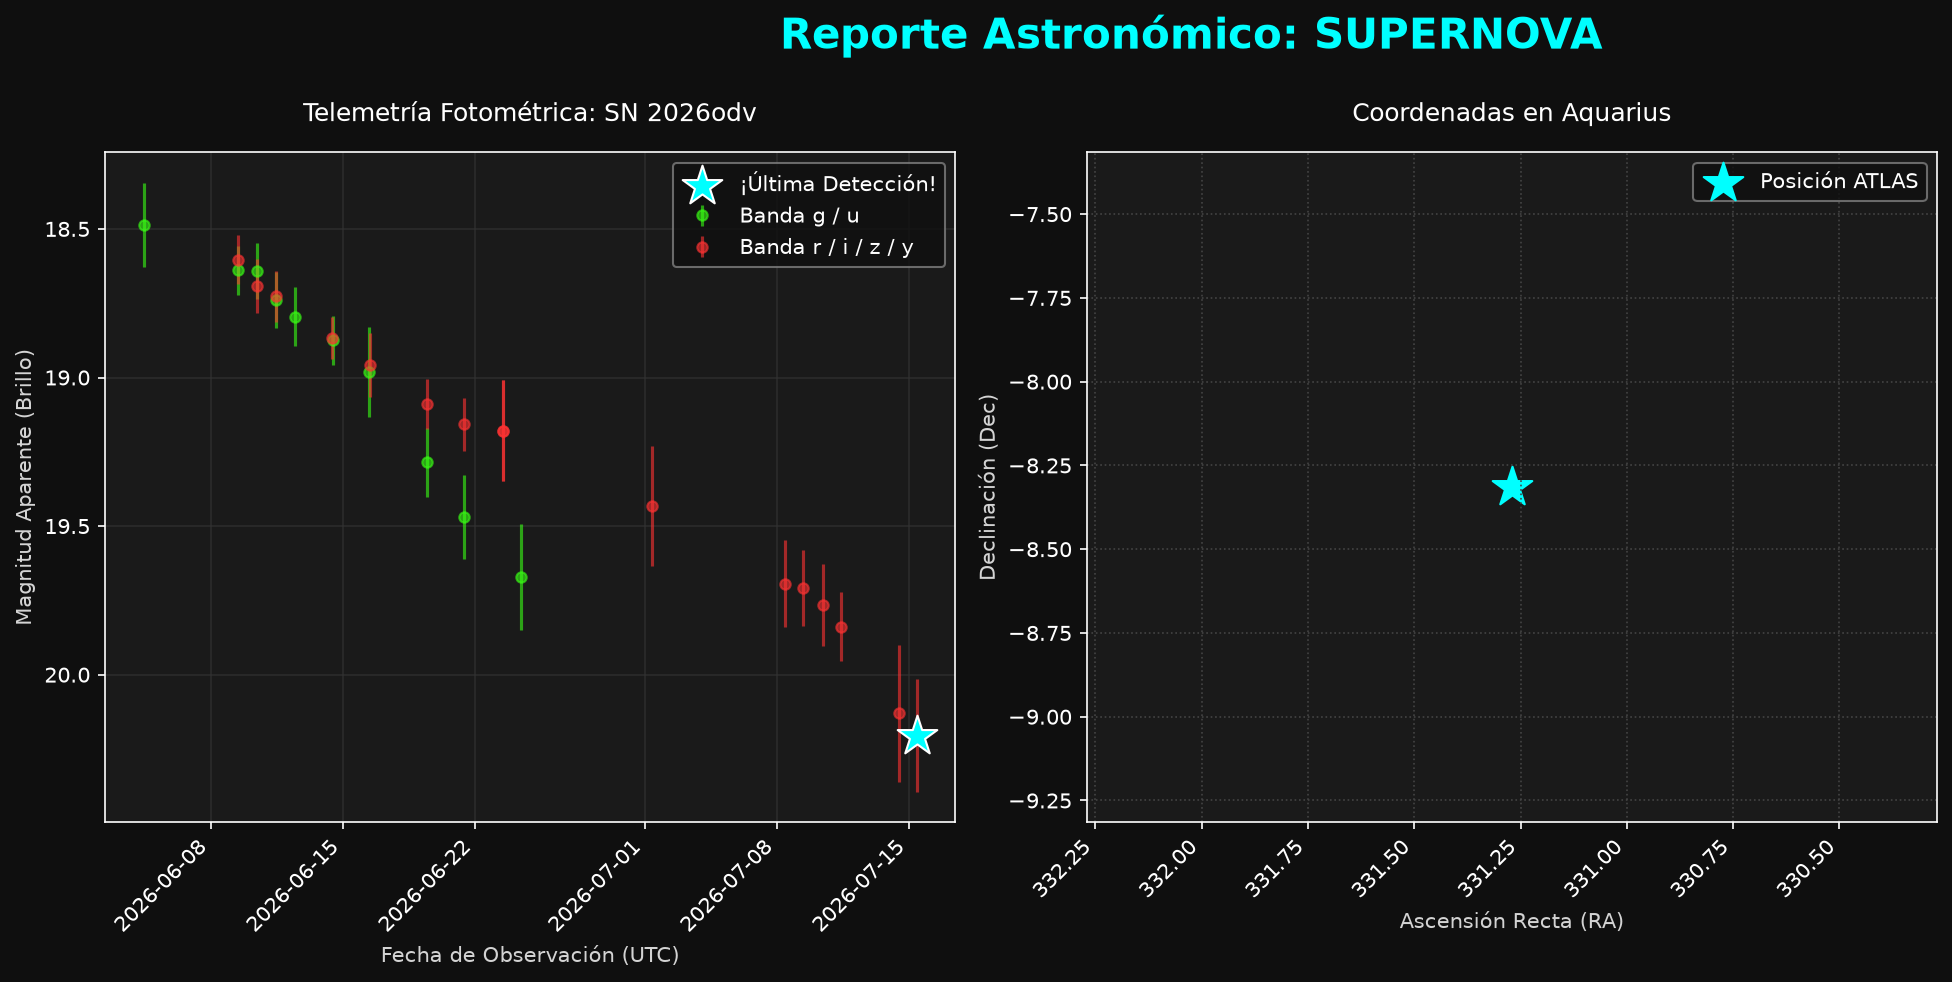 Reporte Astronómico: SUPERNOVA
Telemetría Fotométrica: SN 2026odv
¡Última Detección!
Banda g / u
Banda r / i / z / y
Magnitud Aparente (Brillo)
18.5
19.0
19.5
20.0
2026-06-08
2026-06-15
2026-06-22
2026-07-01
2026-07-08
2026-07-15
Fecha de Observación (UTC)
Coordenadas en Aquarius
Posición ATLAS
Declinación (Dec)
−7.50
−7.75
−8.00
−8.25
−8.50
−8.75
−9.00
−9.25
332.25
332.00
331.75
331.50
331.25
331.00
330.75
330.50
Ascensión Recta (RA)